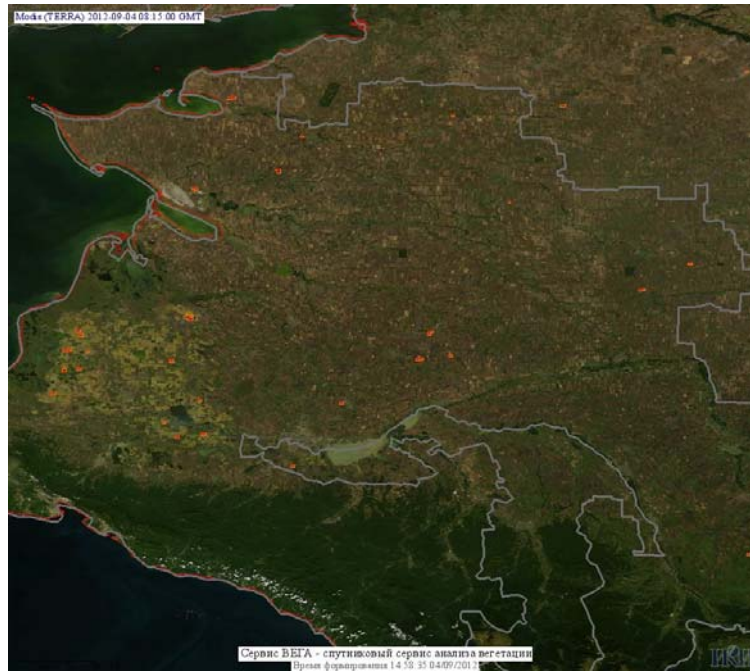 Modis (TERRA) 2012-09-04 08:15:00 GMT
Сервис ВЕГА - спутниковый сервис анализа вегетации
Время формирования 14:58:35 04/09/2012
ИКИ